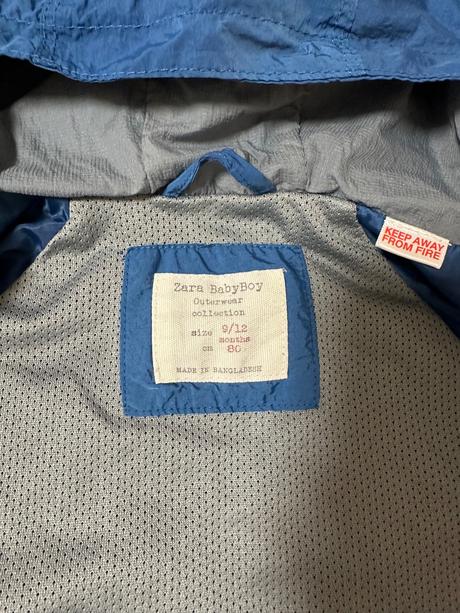 KEEP AWAY
FROM FIRE
Zara BabyBoy
Outerwear
collection
size 9/12
months
cm 80
MADE IN BANGLADESH